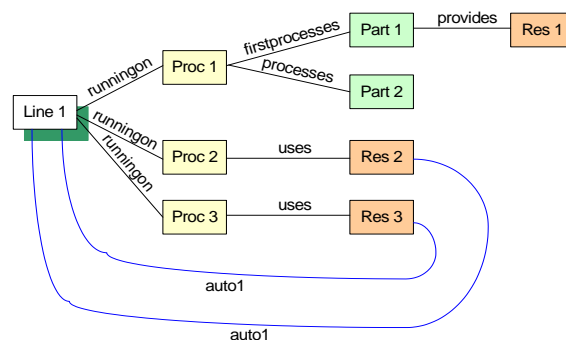 Line 1
runningon
runningon
runningon
Proc 1
Proc 2
Proc 3
firstprocesses
processes
uses
uses
Part 1
Part 2
Res 2
Res 3
provides
Res 1
auto1
auto1